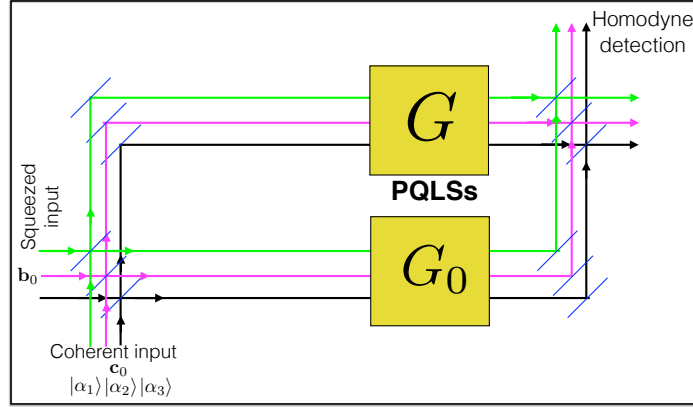 Homodyne
detection
G
PQLSs
Squeezed
input
G₀
b₀
Coherent input
c₀
|α₁⟩|α₂⟩|α₃⟩